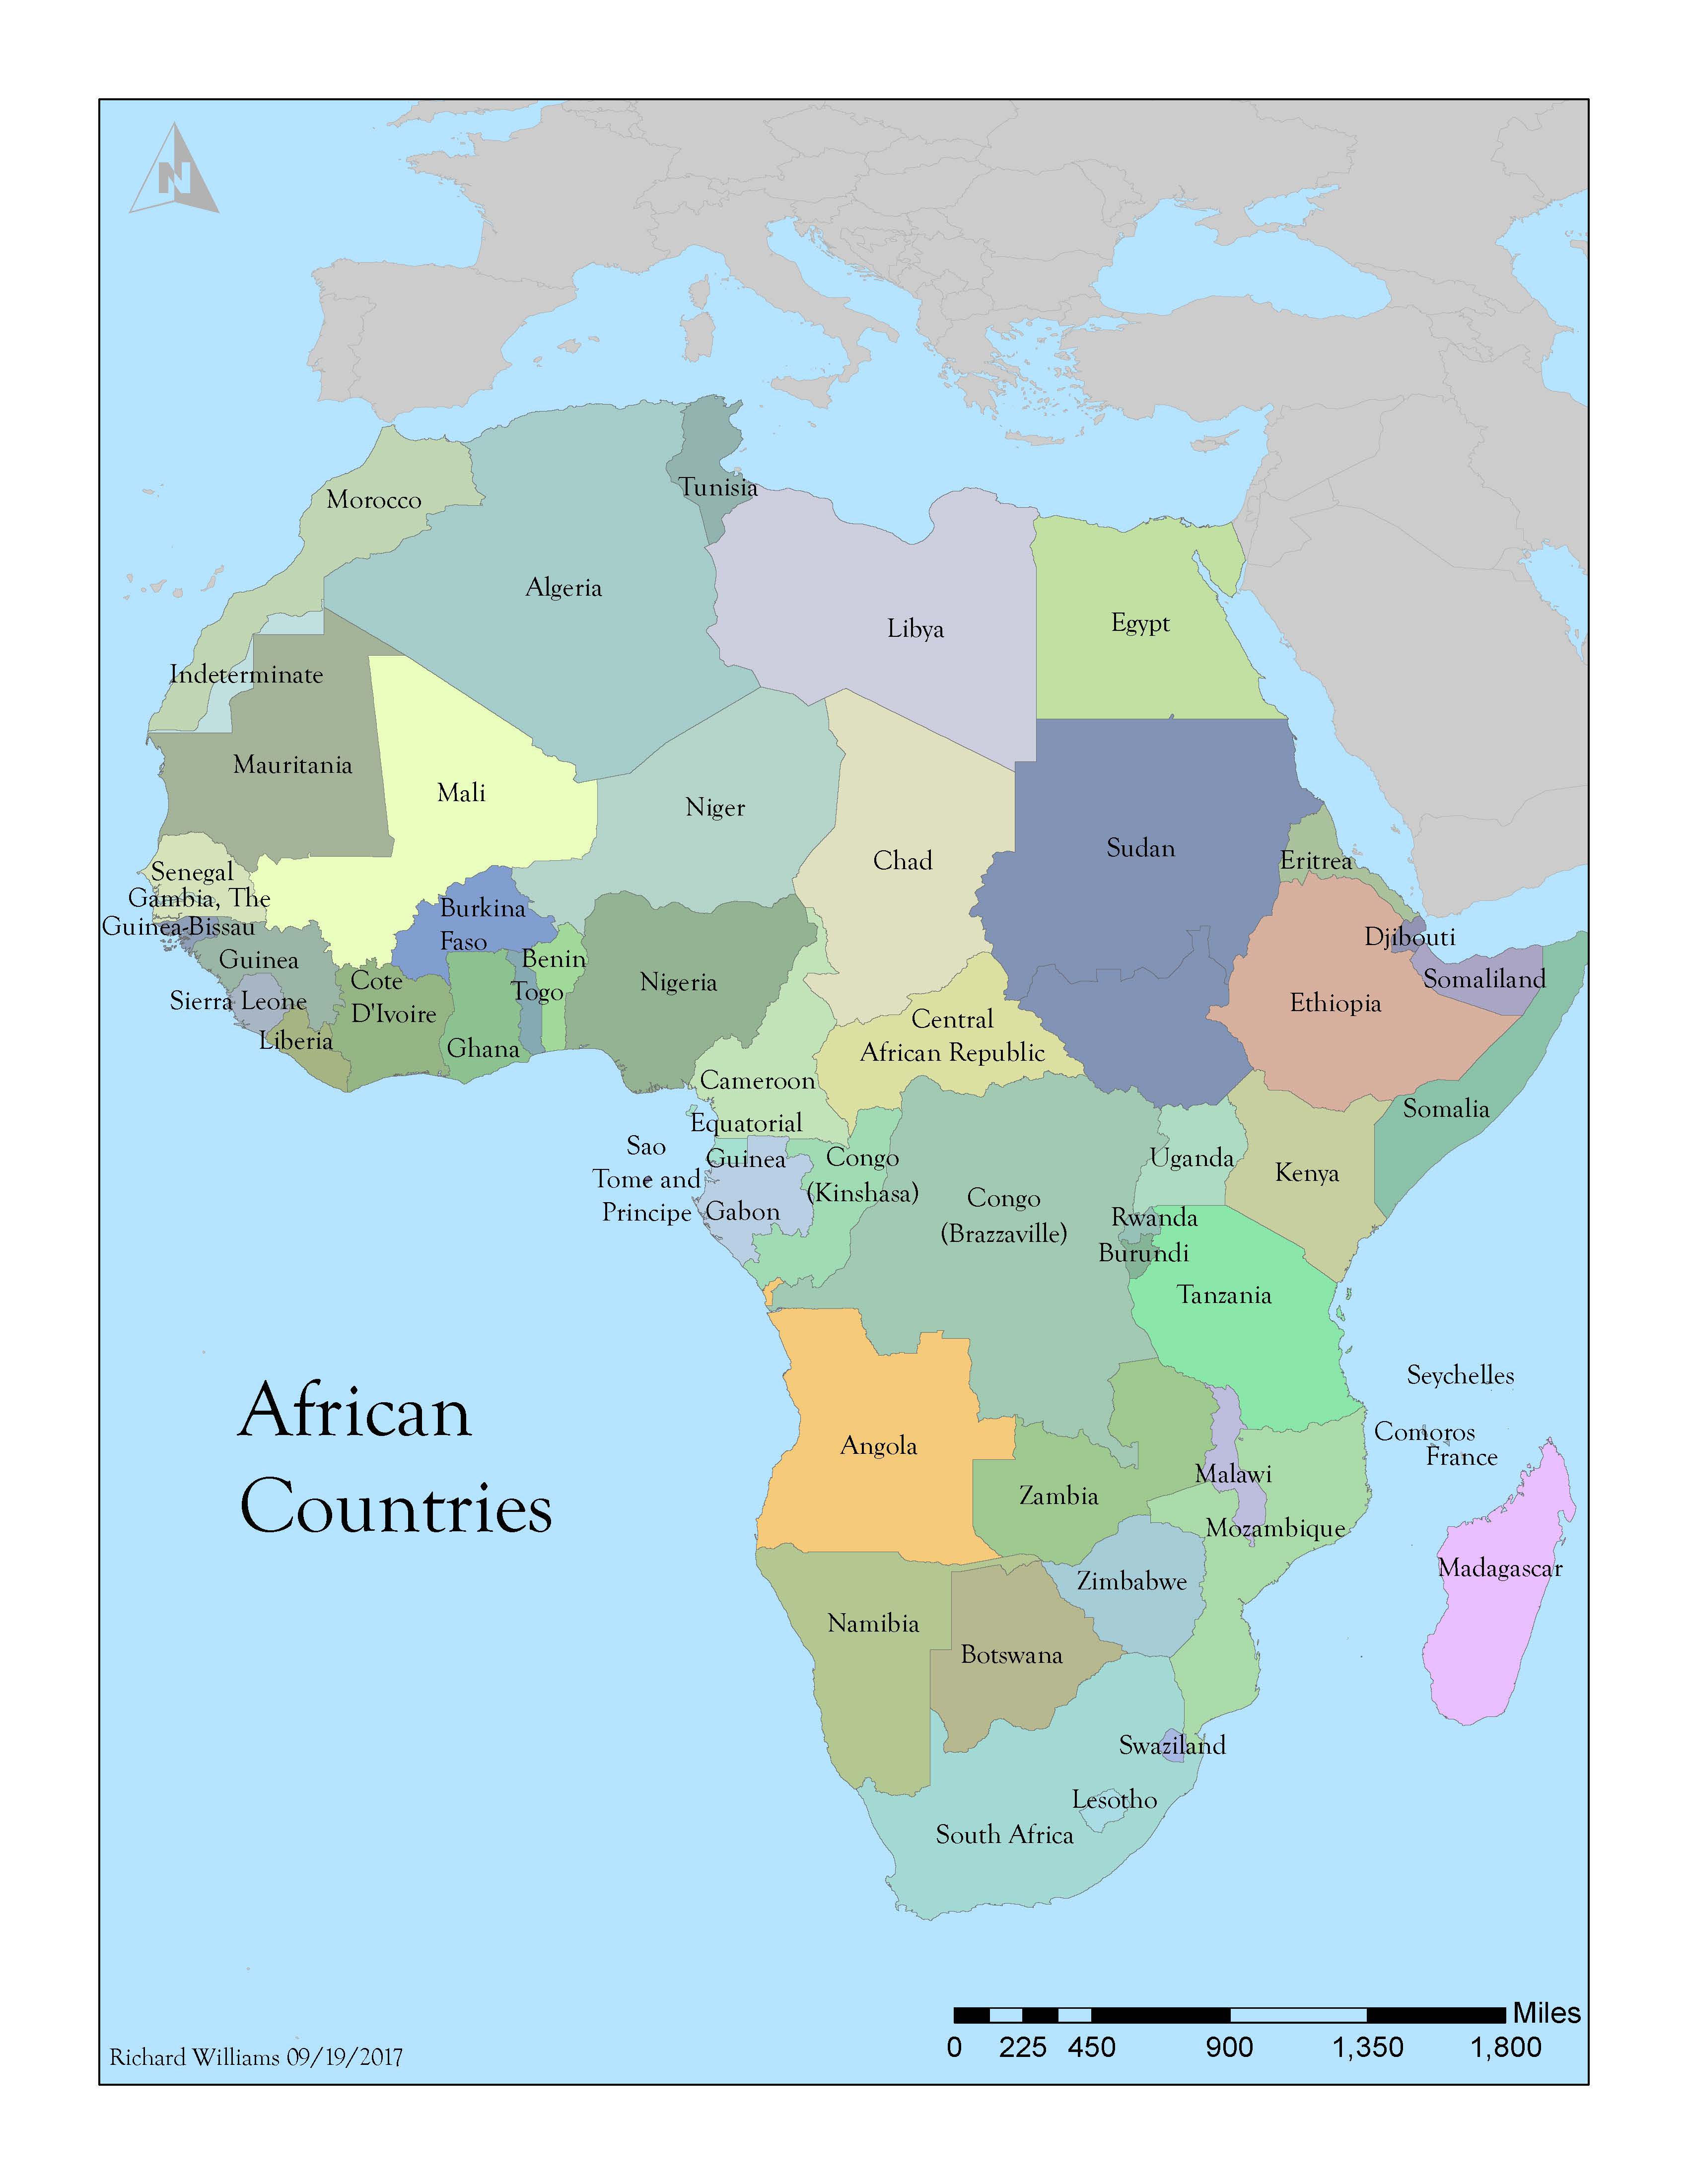 N
Morocco
Tunisia
Algeria
Libya
Egypt
Indeterminate
Mauritania
Mali
Niger
Chad
Sudan
Eritrea
Senegal
Gambia, The
Guinea-Bissau
Burkina
Faso
Djibouti
Guinea
Benin
Nigeria
Somaliland
Sierra Leone
Cote
D'Ivoire
Togo
Ethiopia
Liberia
Ghana
Central
African Republic
Cameroon
Somalia
Equatorial
Guinea
Sao
Tome and
Principe
Gabon
Congo
(Kinshasa)
Congo
(Brazzaville)
Uganda
Kenya
Rwanda
Burundi
Tanzania
Seychelles
African
Countries
Comoros
France
Angola
Malawi
Zambia
Mozambique
Madagascar
Zimbabwe
Namibia
Botswana
Swaziland
Lesotho
South Africa
Miles
0 225 450 900 1,350 1,800
Richard Williams 09/19/2017